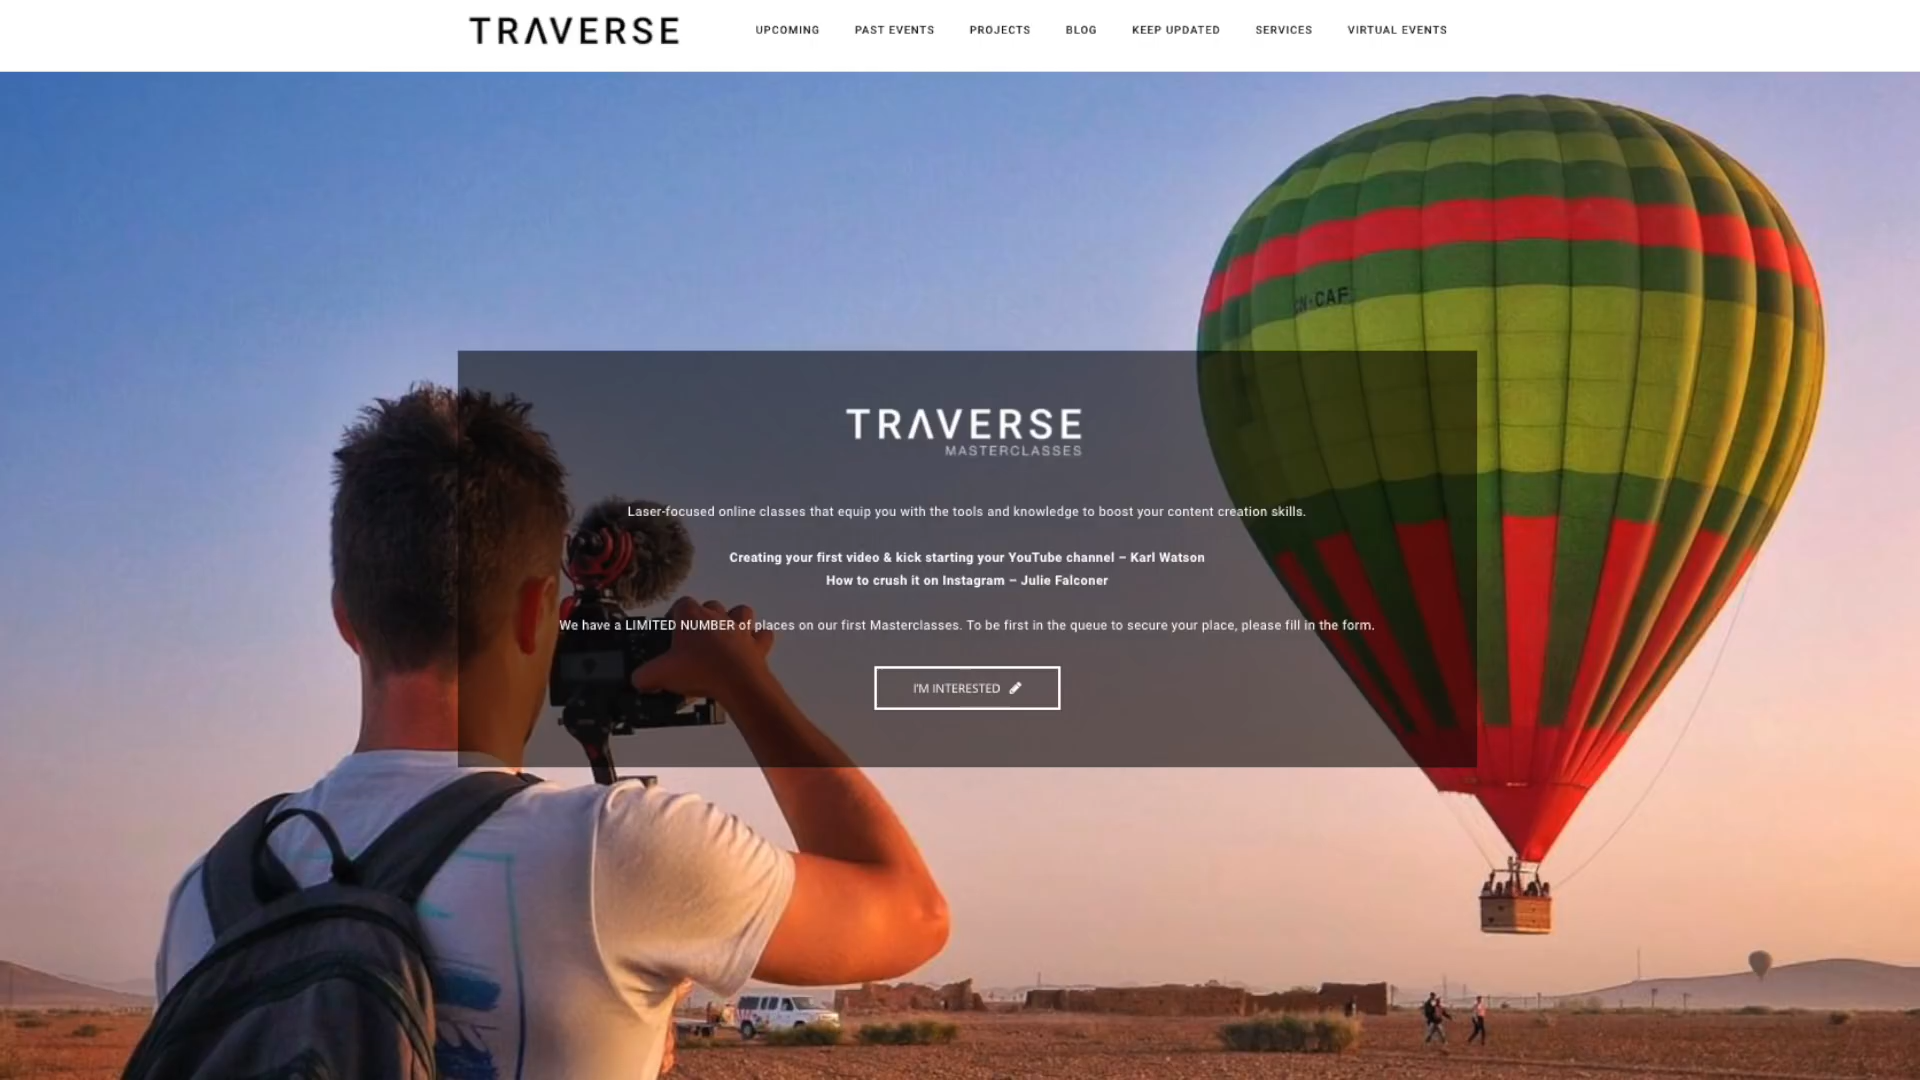 TRAVERSE
UPCOMING PAST EVENTS PROJECTS BLOG KEEP UPDATED SERVICES VIRTUAL EVENTS
CN-CAF
TRAVERSE
MASTERCLASSES
Laser-focused online classes that equip you with the tools and knowledge to boost your content creation skills.
Creating your first video & kick starting your YouTube channel – Karl Watson
How to crush it on Instagram – Julie Falconer
We have a LIMITED NUMBER of places on our first Masterclasses. To be first in the queue to secure your place, please fill in the form.
I'M INTERESTED